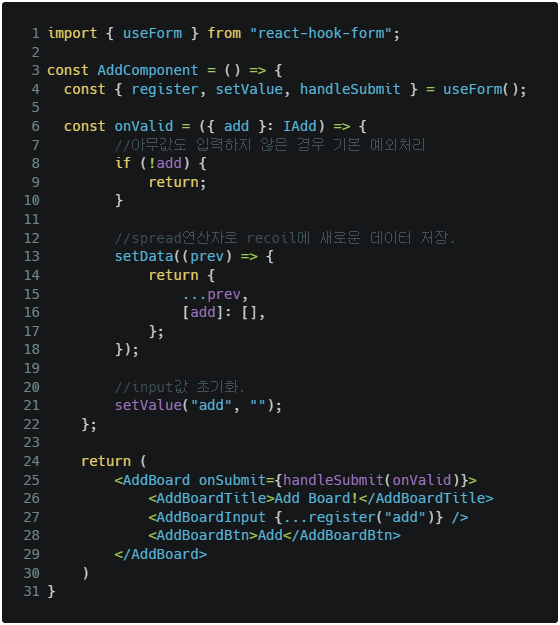 1 import { useForm } from "react-hook-form";
2
3 const AddComponent = () => {
4 const { register, setValue, handleSubmit } = useForm();
5
6 const onValid = ({ add }: IAdd) => {
7 //아무값도 입력하지 않은 경우 기본 예외처리
8 if (!add) {
9 return;
10 }
11
12 //spread연산자로 recoil에 새로운 데이터 저장.
13 setData((prev) => {
14 return {
15 ...prev,
16 [add]: [],
17 };
18 });
19
20 //input값 초기화.
21 setValue("add", "");
22 };
23
24 return (
25 <AddBoard onSubmit={handleSubmit(onValid)}>
26 <AddBoardTitle>Add Board!</AddBoardTitle>
27 <AddBoardInput {...register("add")} />
28 <AddBoardBtn>Add</AddBoardBtn>
29 </AddBoard>
30 )
31 }